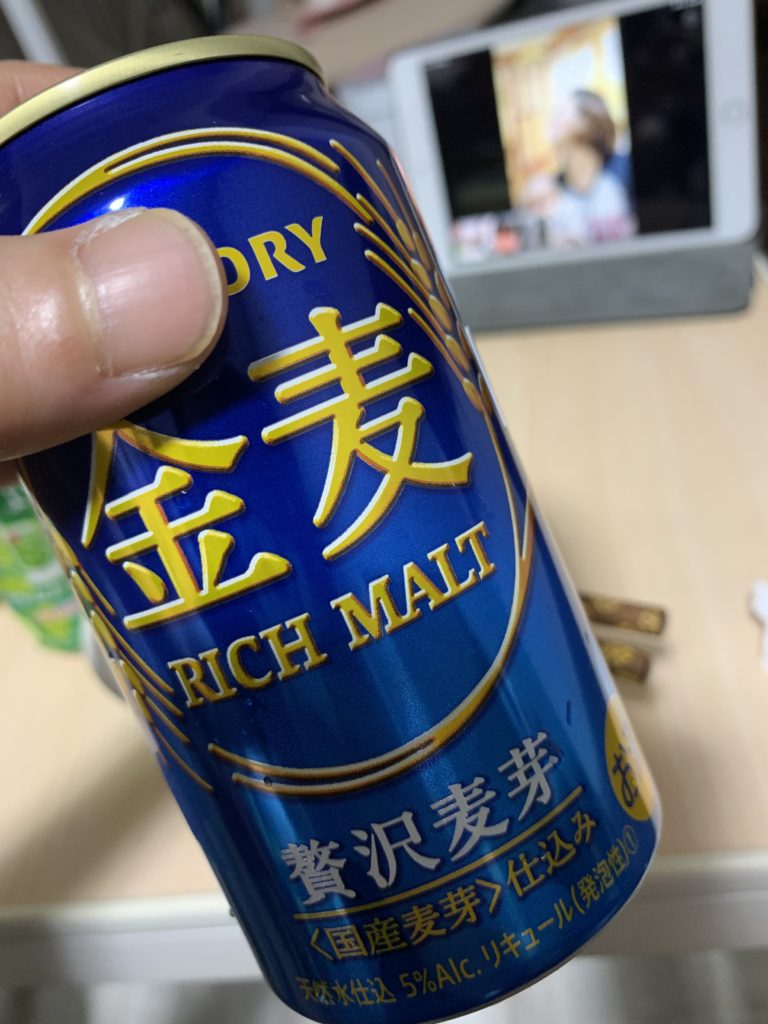 ORY
金麦
RICH MALT
贅沢麦芽
〈国産麦芽〉仕込み
天然水仕込 5%Alc. リキュール(発泡性)①
お